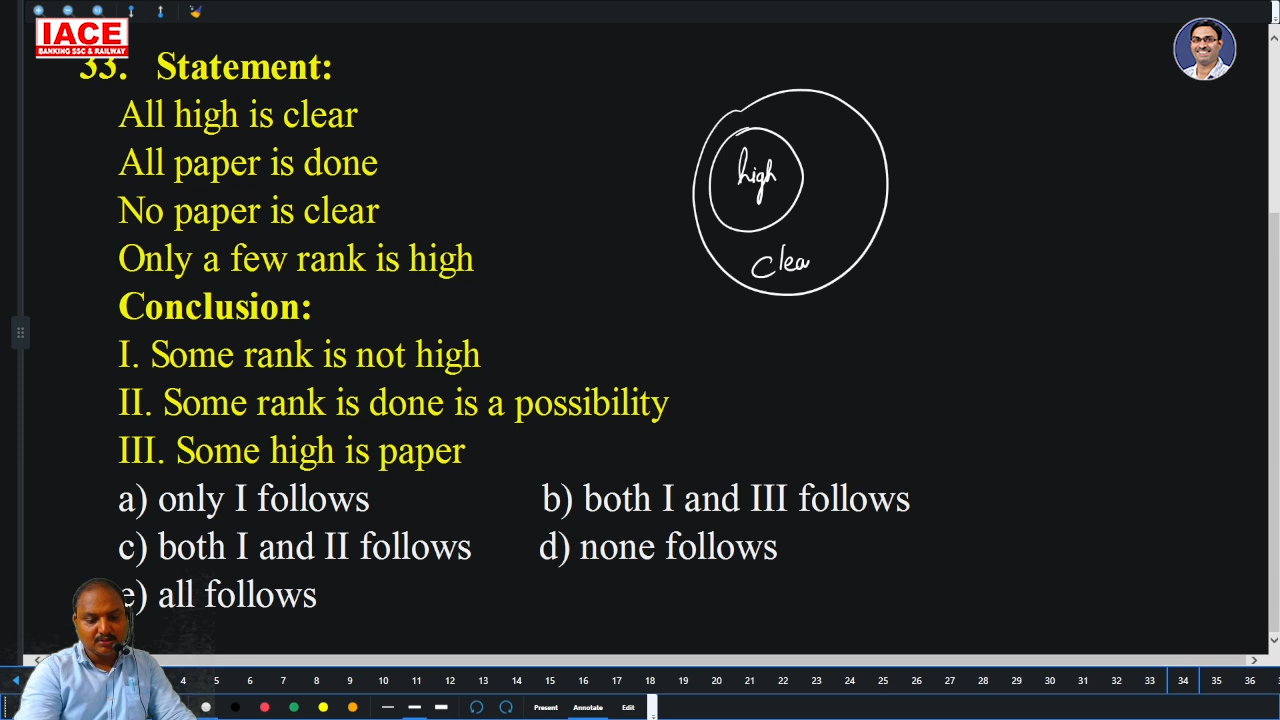 IACE
BANKING SSC & RAILWAY
33. Statement:
All high is clear
All paper is done
No paper is clear
Only a few rank is high
Conclusion:
I. Some rank is not high
II. Some rank is done is a possibility
III. Some high is paper
a) only I follows b) both I and III follows
c) both I and II follows d) none follows
e) all follows
high
Clea
4 5 6 7 8 9 10 11 12 13 14 15 16 17 18 19 20 21 22 23 24 25 26 27 28 29 30 31 32 33 34 35 36
Present Annotate Edit